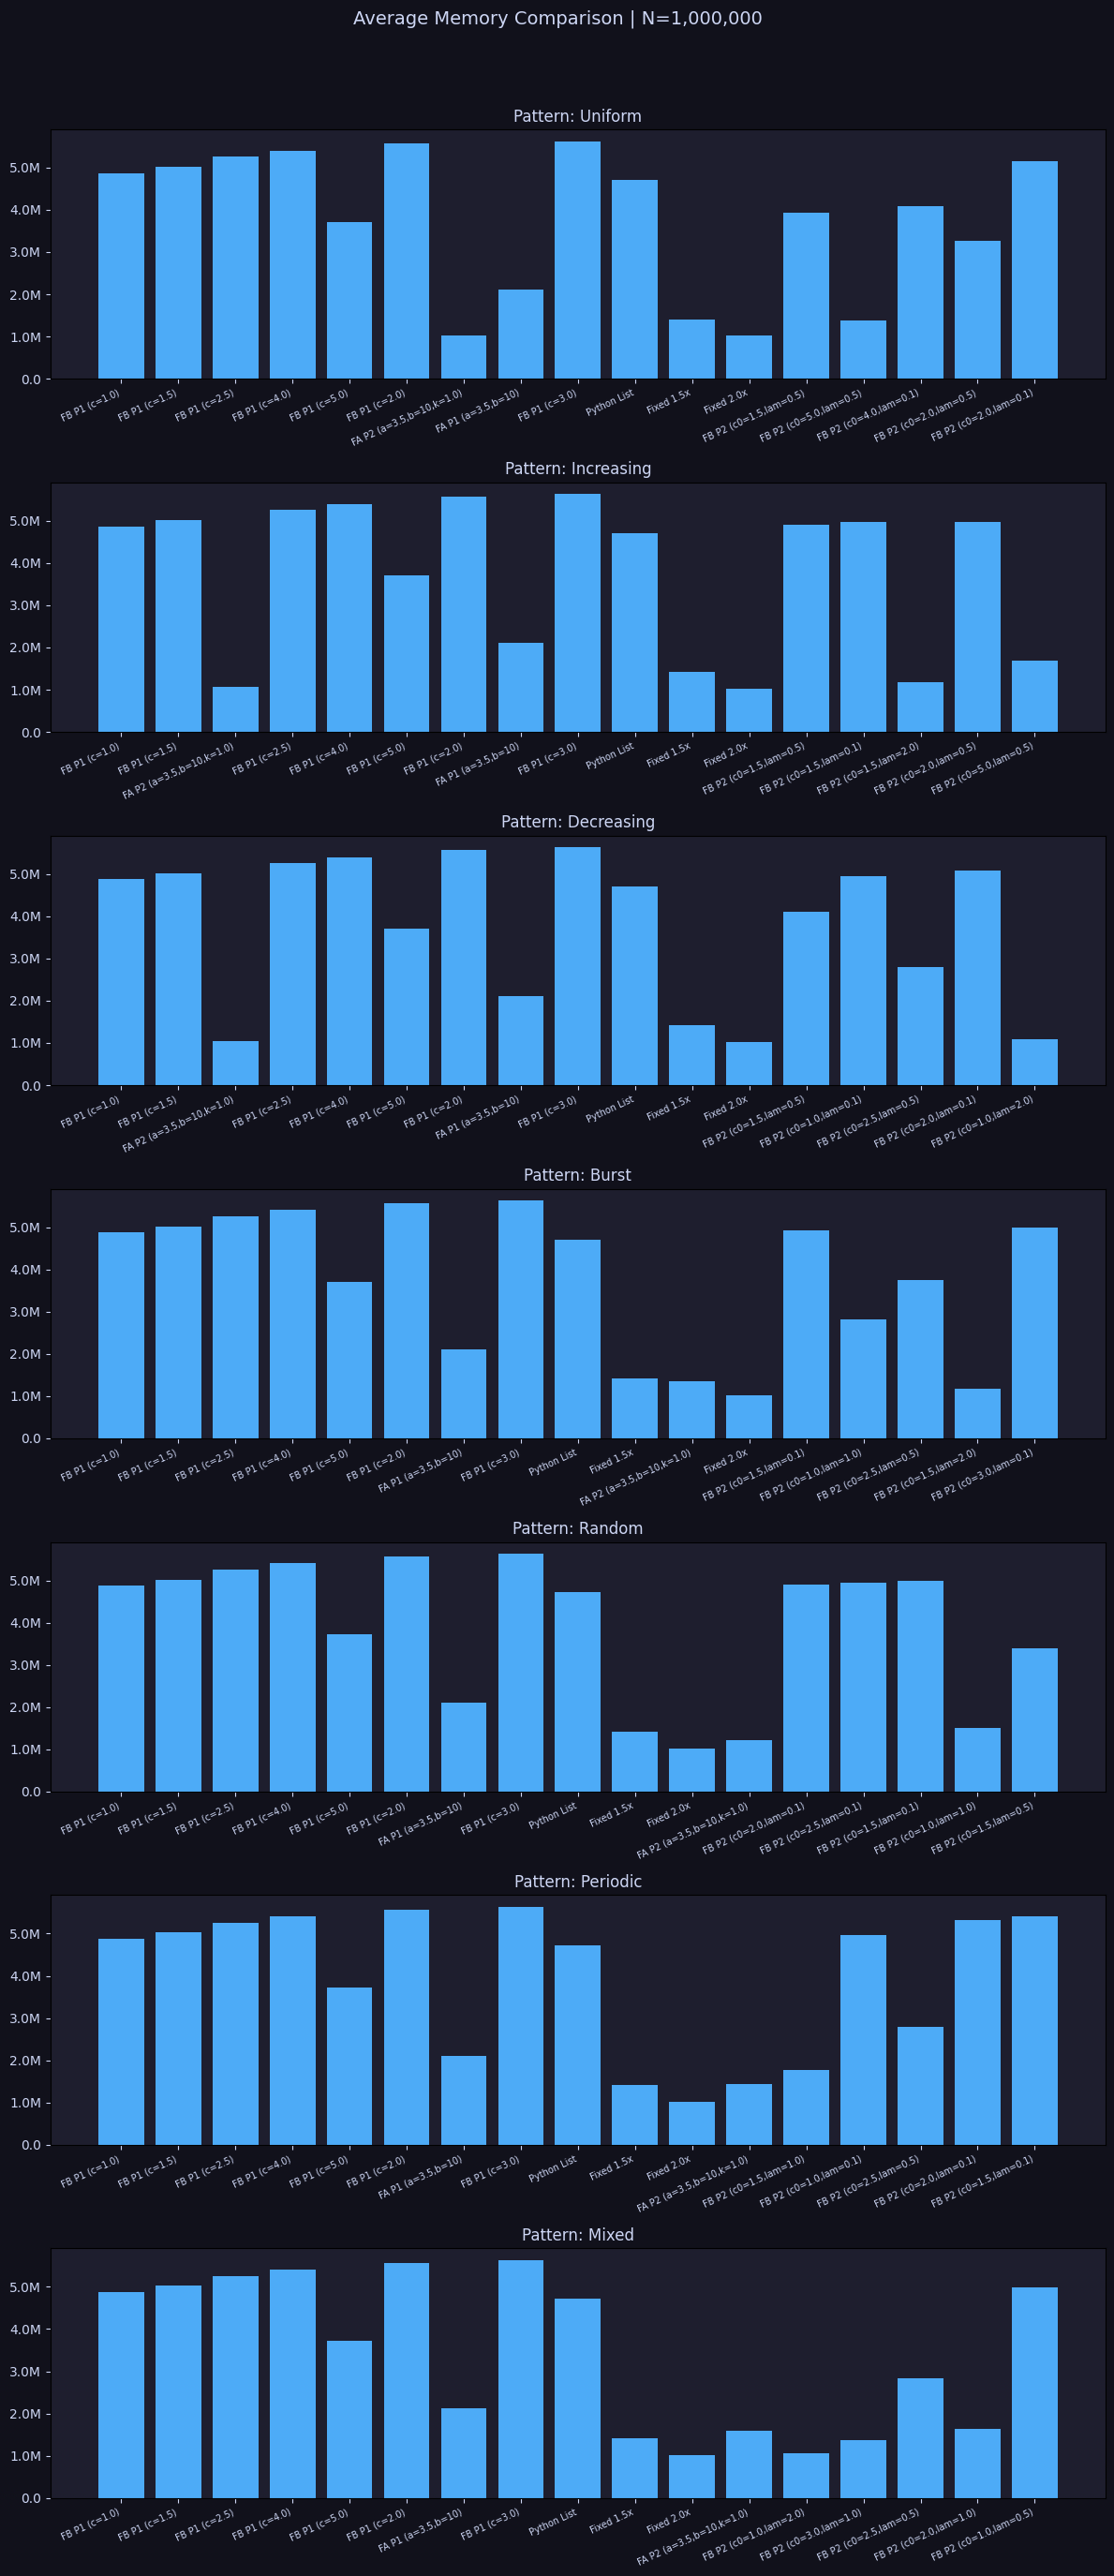 Average Memory Comparison | N=1,000,000
Pattern: Uniform
5.0M
4.0M
3.0M
2.0M
1.0M
0.0
FB P1 (c=1.0)
FB P1 (c=1.5)
FB P1 (c=2.5)
FB P1 (c=4.0)
FB P1 (c=5.0)
FB P1 (c=2.0)
FA P2 (a=3.5,b=10,k=1.0)
FA P1 (a=3.5,b=10)
FB P1 (c=3.0)
Python List
Fixed 1.5x
Fixed 2.0x
FB P2 (c0=1.5,lam=0.5)
FB P2 (c0=5.0,lam=0.5)
FB P2 (c0=4.0,lam=0.1)
FB P2 (c0=2.0,lam=0.5)
FB P2 (c0=2.0,lam=0.1)
Pattern: Increasing
5.0M
4.0M
3.0M
2.0M
1.0M
0.0
FB P1 (c=1.0)
FB P1 (c=1.5)
FA P2 (a=3.5,b=10,k=1.0)
FB P1 (c=2.5)
FB P1 (c=4.0)
FB P1 (c=5.0)
FB P1 (c=2.0)
FA P1 (a=3.5,b=10)
FB P1 (c=3.0)
Python List
Fixed 1.5x
Fixed 2.0x
FB P2 (c0=1.5,lam=0.5)
FB P2 (c0=1.5,lam=0.1)
FB P2 (c0=1.5,lam=2.0)
FB P2 (c0=2.0,lam=0.5)
FB P2 (c0=5.0,lam=0.5)
Pattern: Decreasing
5.0M
4.0M
3.0M
2.0M
1.0M
0.0
FB P1 (c=1.0)
FB P1 (c=1.5)
FA P2 (a=3.5,b=10,k=1.0)
FB P1 (c=2.5)
FB P1 (c=4.0)
FB P1 (c=5.0)
FB P1 (c=2.0)
FA P1 (a=3.5,b=10)
FB P1 (c=3.0)
Python List
Fixed 1.5x
Fixed 2.0x
FB P2 (c0=1.5,lam=0.5)
FB P2 (c0=1.0,lam=0.1)
FB P2 (c0=2.5,lam=0.5)
FB P2 (c0=2.0,lam=0.1)
FB P2 (c0=1.0,lam=2.0)
Pattern: Burst
5.0M
4.0M
3.0M
2.0M
1.0M
0.0
FB P1 (c=1.0)
FB P1 (c=1.5)
FB P1 (c=2.5)
FB P1 (c=4.0)
FB P1 (c=5.0)
FB P1 (c=2.0)
FA P1 (a=3.5,b=10)
FB P1 (c=3.0)
Python List
Fixed 1.5x
FA P2 (a=3.5,b=10,k=1.0)
Fixed 2.0x
FB P2 (c0=1.5,lam=0.1)
FB P2 (c0=1.0,lam=1.0)
FB P2 (c0=2.5,lam=0.5)
FB P2 (c0=1.5,lam=2.0)
FB P2 (c0=3.0,lam=0.1)
Pattern: Random
5.0M
4.0M
3.0M
2.0M
1.0M
0.0
FB P1 (c=1.0)
FB P1 (c=1.5)
FB P1 (c=2.5)
FB P1 (c=4.0)
FB P1 (c=5.0)
FB P1 (c=2.0)
FA P1 (a=3.5,b=10)
FB P1 (c=3.0)
Python List
Fixed 1.5x
Fixed 2.0x
FA P2 (a=3.5,b=10,k=1.0)
FB P2 (c0=2.0,lam=0.1)
FB P2 (c0=2.5,lam=0.1)
FB P2 (c0=1.5,lam=0.1)
FB P2 (c0=1.0,lam=1.0)
FB P2 (c0=1.5,lam=0.5)
Pattern: Periodic
5.0M
4.0M
3.0M
2.0M
1.0M
0.0
FB P1 (c=1.0)
FB P1 (c=1.5)
FB P1 (c=2.5)
FB P1 (c=4.0)
FB P1 (c=5.0)
FB P1 (c=2.0)
FA P1 (a=3.5,b=10)
FB P1 (c=3.0)
Python List
Fixed 1.5x
Fixed 2.0x
FA P2 (a=3.5,b=10,k=1.0)
FB P2 (c0=1.5,lam=1.0)
FB P2 (c0=1.0,lam=0.1)
FB P2 (c0=2.5,lam=0.5)
FB P2 (c0=2.0,lam=0.1)
FB P2 (c0=1.5,lam=0.1)
Pattern: Mixed
5.0M
4.0M
3.0M
2.0M
1.0M
0.0
FB P1 (c=1.0)
FB P1 (c=1.5)
FB P1 (c=2.5)
FB P1 (c=4.0)
FB P1 (c=5.0)
FB P1 (c=2.0)
FA P1 (a=3.5,b=10)
FB P1 (c=3.0)
Python List
Fixed 1.5x
Fixed 2.0x
FA P2 (a=3.5,b=10,k=1.0)
FB P2 (c0=1.0,lam=2.0)
FB P2 (c0=3.0,lam=1.0)
FB P2 (c0=2.5,lam=0.5)
FB P2 (c0=2.0,lam=1.0)
FB P2 (c0=1.0,lam=0.5)